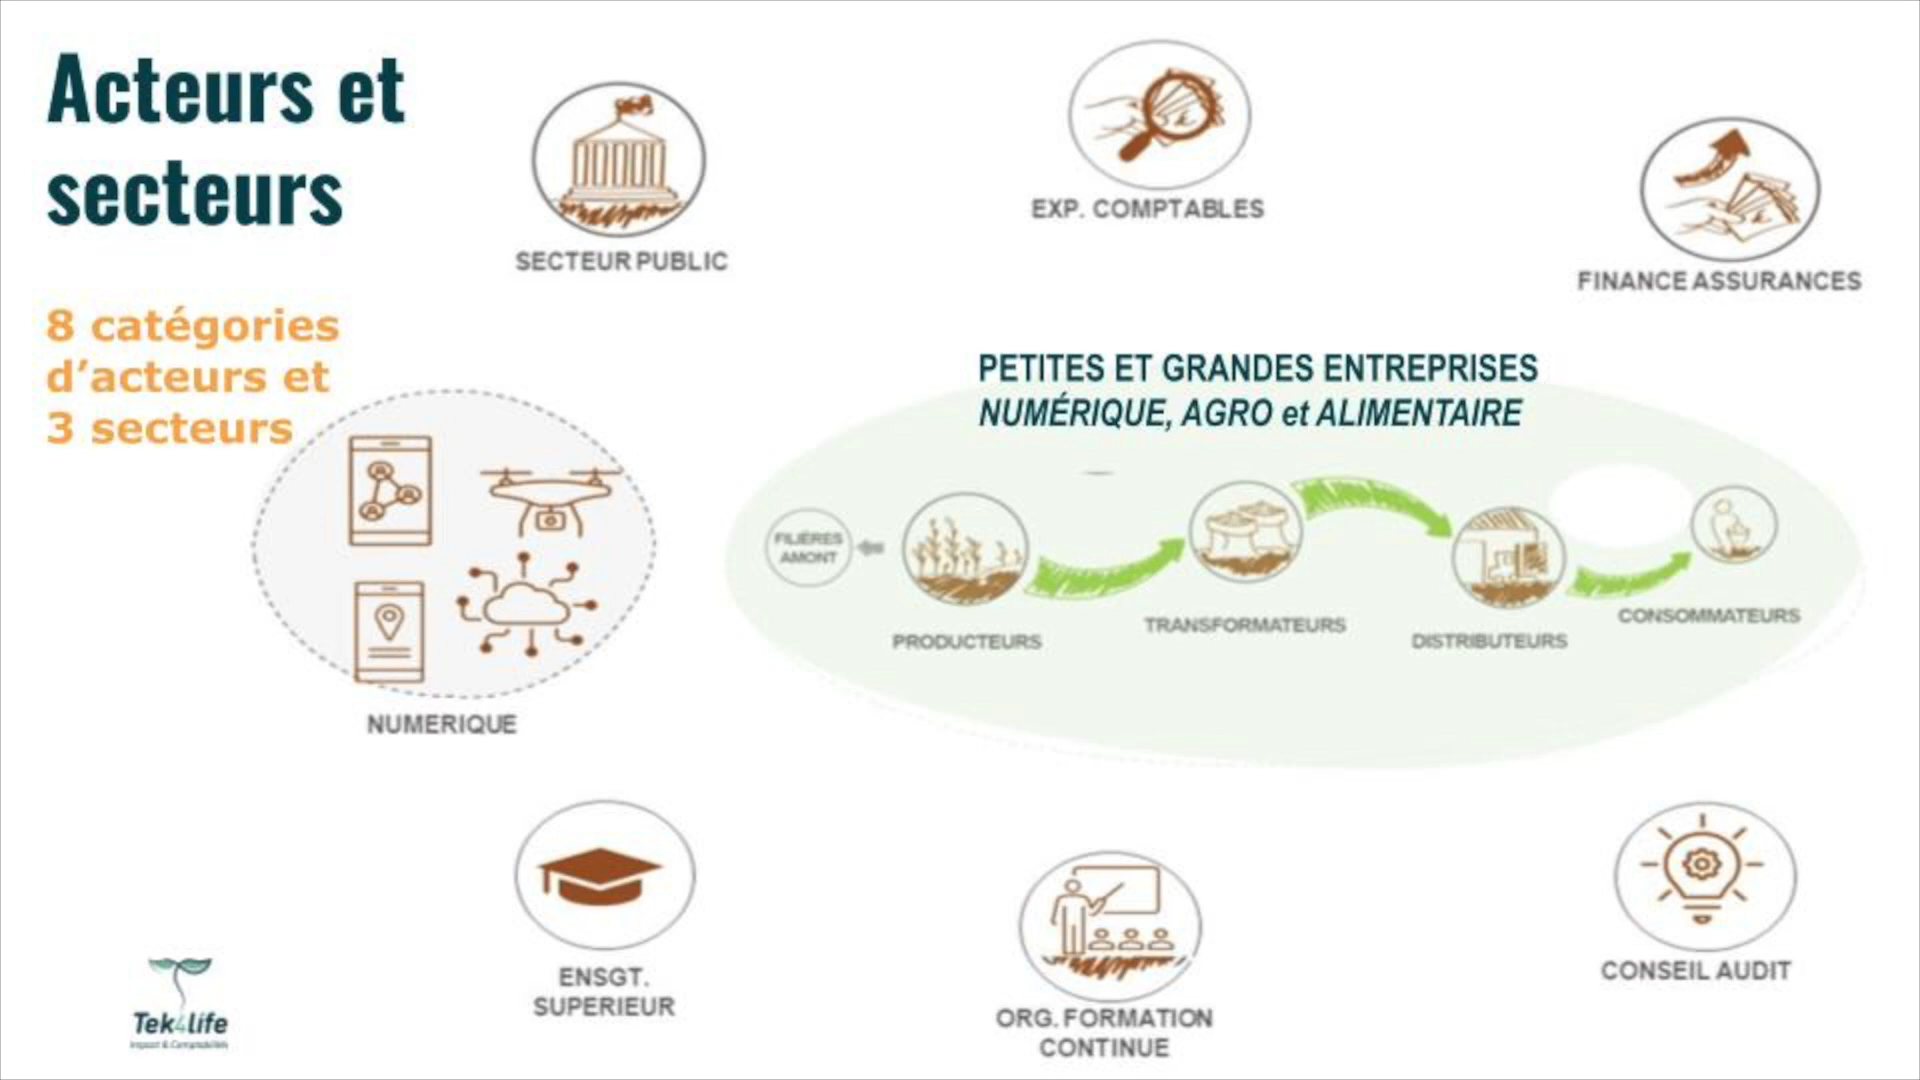 Acteurs et
secteurs
8 catégories
d’acteurs et
3 secteurs
SECTEUR PUBLIC
EXP. COMPTABLES
FINANCE ASSURANCES
PETITES ET GRANDES ENTREPRISES
NUMÉRIQUE, AGRO et ALIMENTAIRE
FILIÈRES
AMONT
PRODUCTEURS
TRANSFORMATEURS
DISTRIBUTEURS
CONSOMMATEURS
NUMERIQUE
ENSGT.
SUPERIEUR
ORG. FORMATION
CONTINUE
CONSEIL AUDIT
Tek4life
Impact & Comptabilités